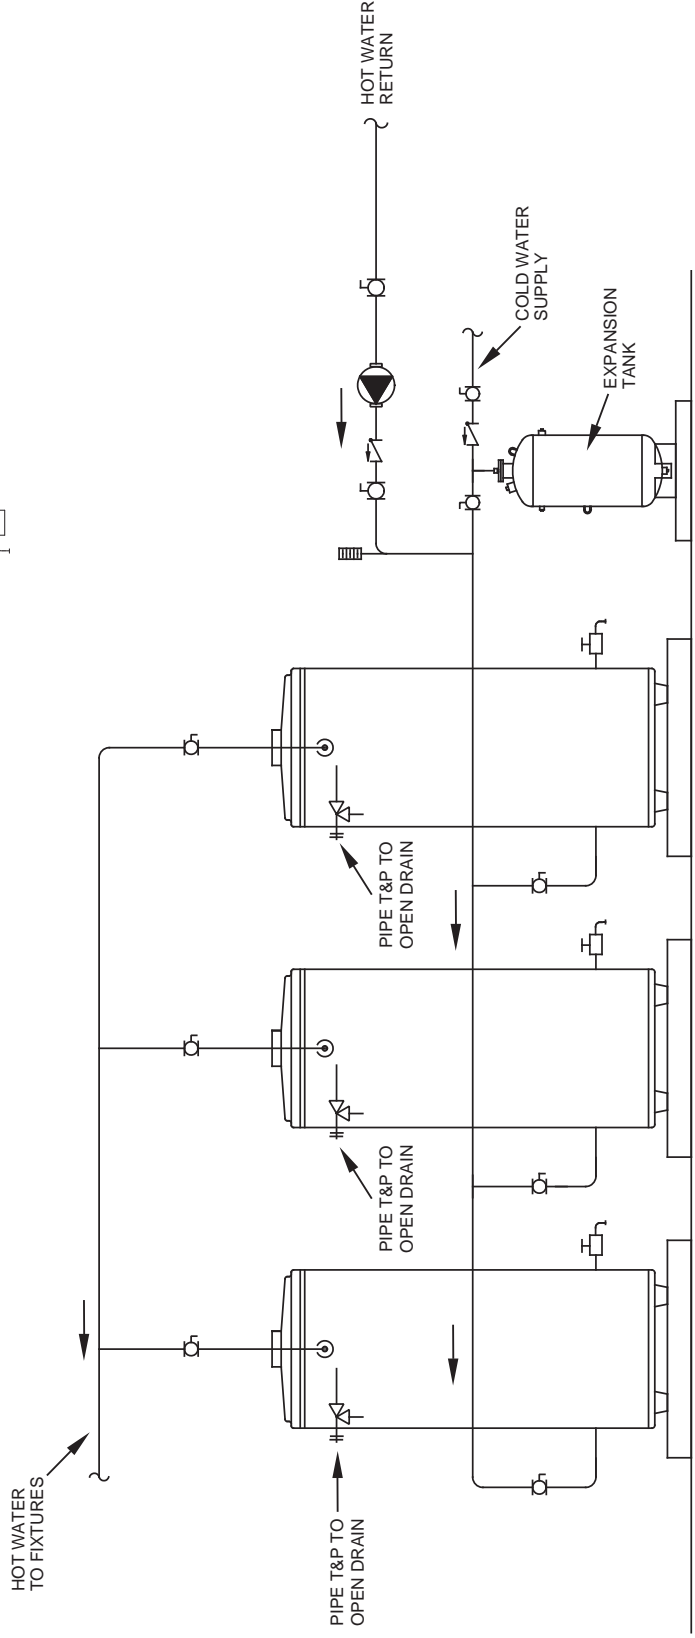 HOT WATER
TO FIXTURES
PIPE T&P TO
OPEN DRAIN
PIPE T&P TO
OPEN DRAIN
PIPE T&P TO
OPEN DRAIN
HOT WATER
RETURN
COLD WATER
SUPPLY
EXPANSION
TANK